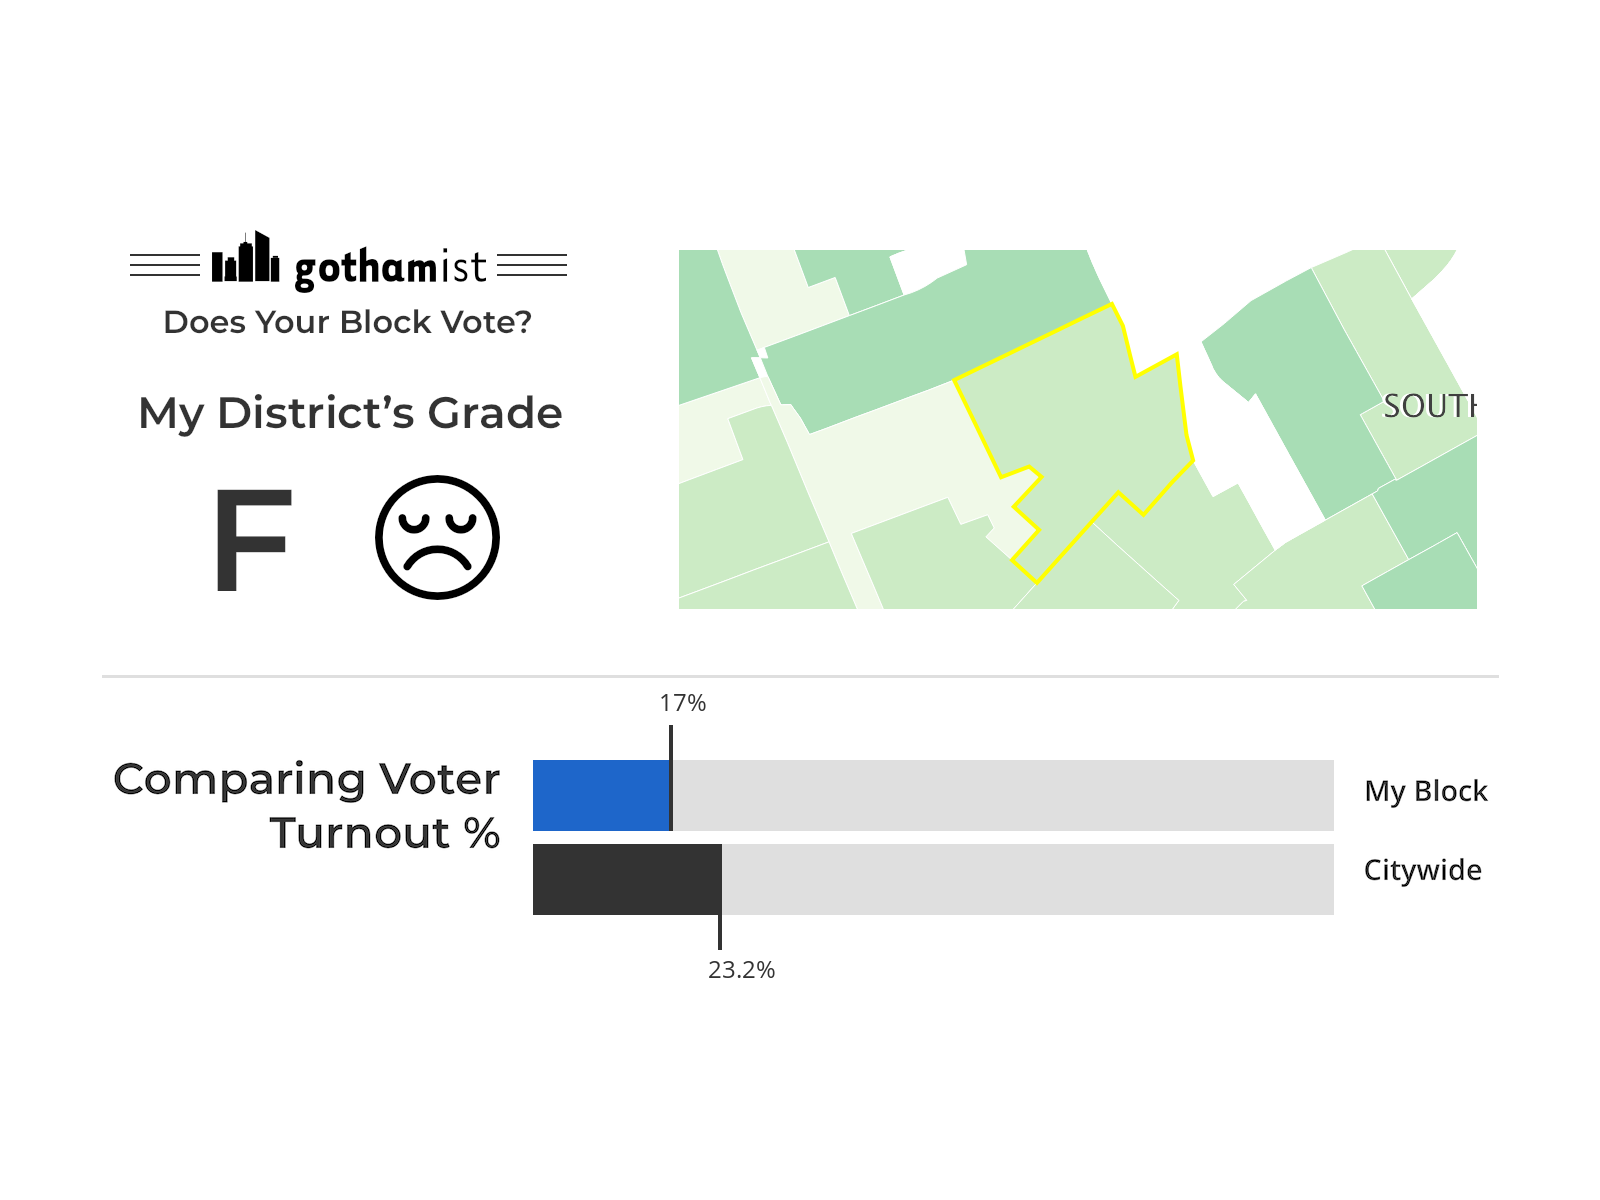 gothamist
Does Your Block Vote?
My District’s Grade
F
SOUTH
17%
Comparing Voter
Turnout %
My Block
Citywide
23.2%